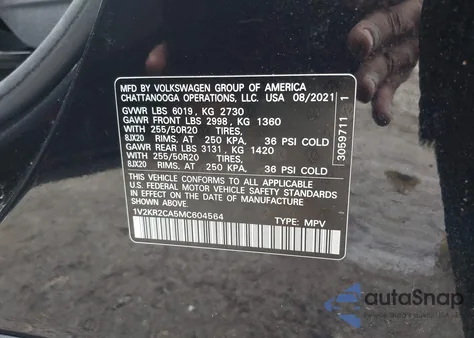 MFD BY VOLKSWAGEN GROUP OF AMERICA
CHATTANOOGA OPERATIONS, LLC. USA 08/2021
GVWR LBS 6019, KG 2730
GAWR FRONT LBS 2998, KG 1360
WITH 255/50R20 TIRES,
8JX20 RIMS, AT 250 KPA. 36 PSI COLD
GAWR REAR LBS 3131, KG 1420
WITH 255/50R20 TIRES,
8JX20 RIMS, AT 250 KPA. 36 PSI COLD
THIS VEHICLE CONFORMS TO ALL APPLICABLE
U.S. FEDERAL MOTOR VEHICLE SAFETY STANDARDS
IN EFFECT ON THE DATE OF MANUFACTURE
SHOWN ABOVE.
1V2KR2CA5MC604564 TYPE: MPV
3059711 1
autoSnap